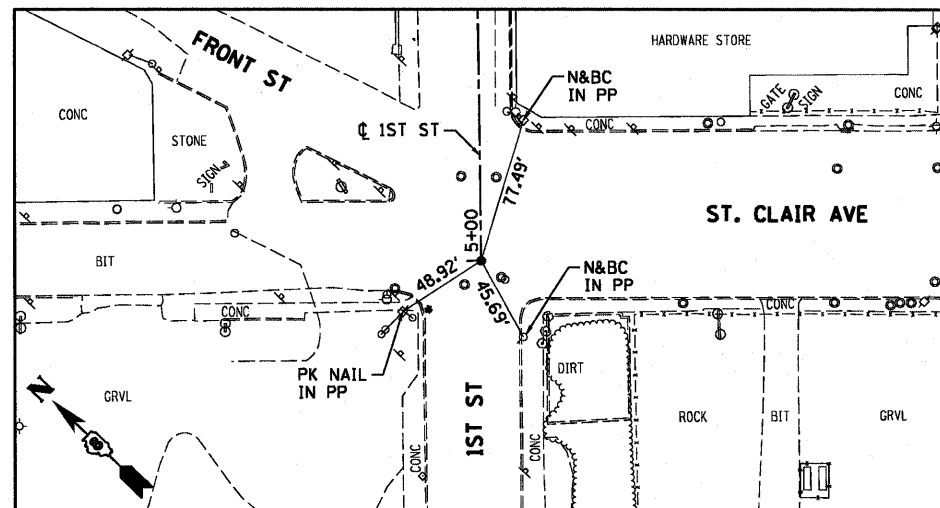 FRONT ST
HARDWARE STORE
N&BC
IN PP
GATE
SIGN
CONC
CONC
CONC
℄ 1ST ST
STONE
SIGN
77.49'
ST. CLAIR AVE
5+00
BIT
48.92'
45.69'
N&BC
IN PP
CONC
CONC
PK NAIL
IN PP
DIRT
N
GRVL
1ST ST
ROCK
BIT
GRVL
CONC
CONC